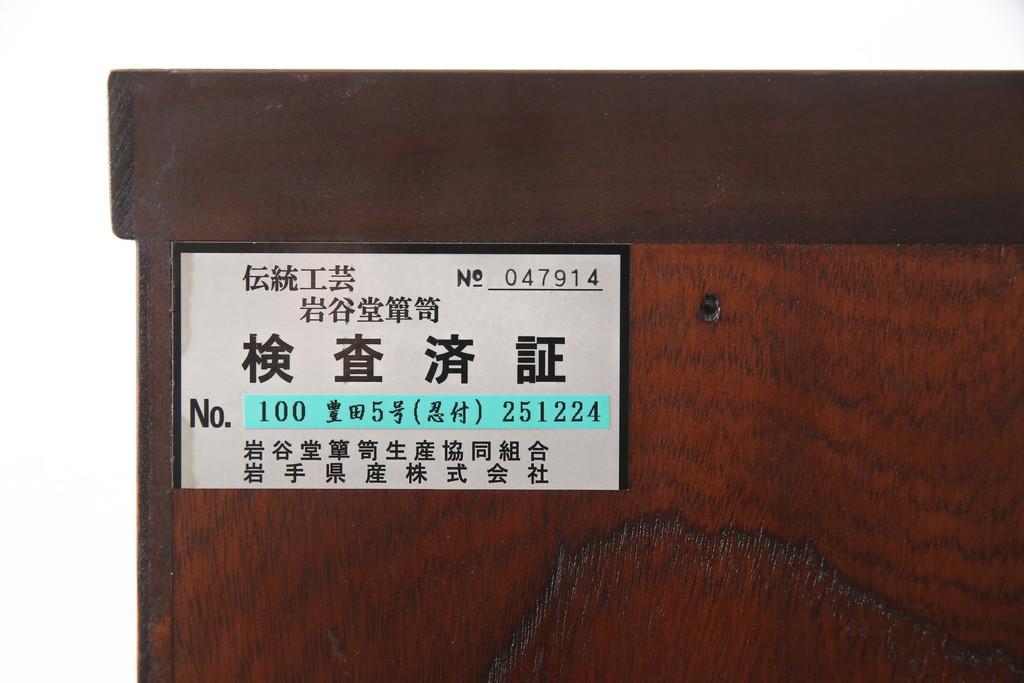 伝統工芸 № 047914
岩谷堂簞笥
検査済証
No. 100 豊田5号(忍付) 251224
岩谷堂簞笥生産協同組合
岩手県産株式会社